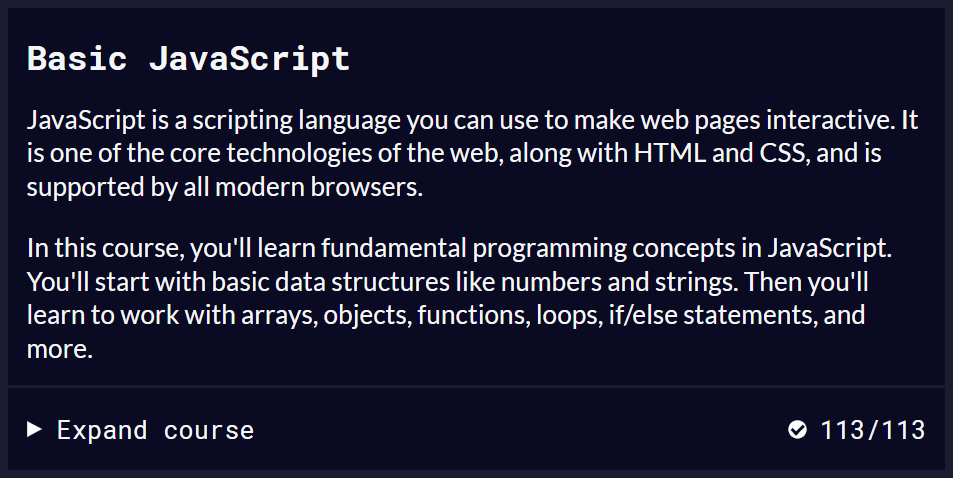 Basic JavaScript
JavaScript is a scripting language you can use to make web pages interactive. It
is one of the core technologies of the web, along with HTML and CSS, and is
supported by all modern browsers.
In this course, you'll learn fundamental programming concepts in JavaScript.
You'll start with basic data structures like numbers and strings. Then you'll
learn to work with arrays, objects, functions, loops, if/else statements, and
more.
Expand course 113/113